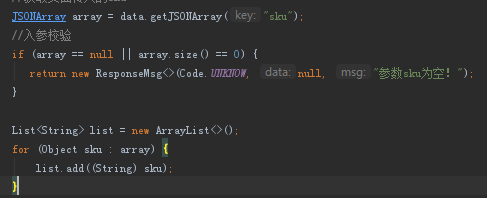 JSONArray array = data.getJSONArray( key: "sku");
//入参校验
if (array == null || array.size() == 0) {
return new ResponseMsg<>(Code.UNKNOW, data: null, msg: "参数sku为空! ");
}
List<String> list = new ArrayList<>();
for (Object sku : array) {
list.add((String) sku);
}